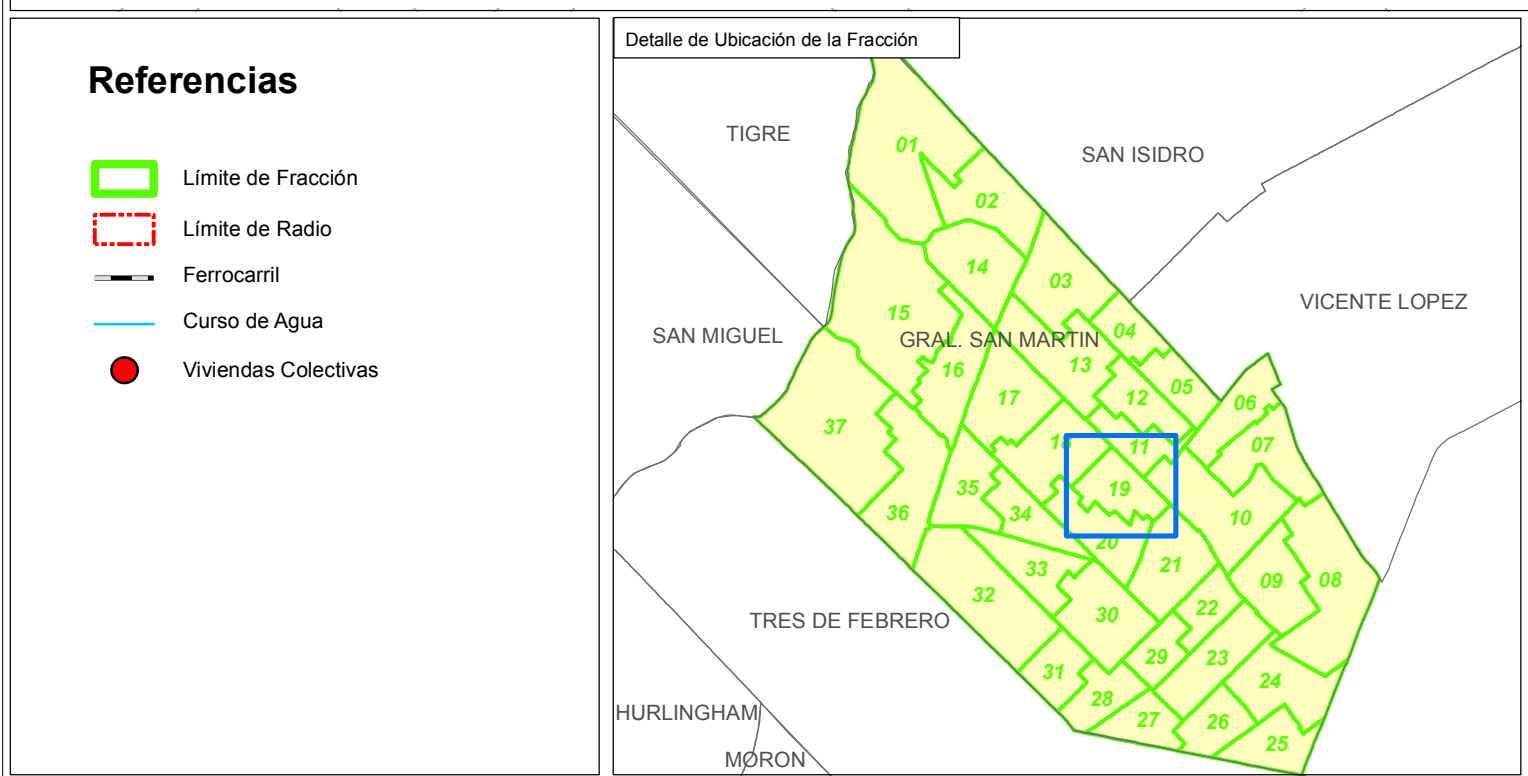 Referencias
Límite de Fracción
Límite de Radio
Ferrocarril
Curso de Agua
Viviendas Colectivas
Detalle de Ubicación de la Fracción
TIGRE
SAN ISIDRO
01
02
14
03
15
VICENTE LOPEZ
SAN MIGUEL
GRAL. SAN MARTIN
04
13
16
05
17
12
06
37
18
11
07
35
19
36
34
10
20
21
33
09
08
32
22
30
TRES DE FEBRERO
29
23
31
24
28
HURLINGHAM
27
26
25
MORON